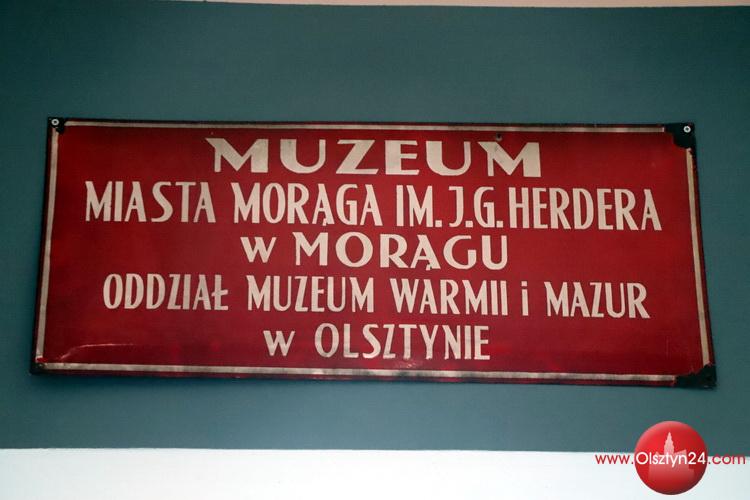 MUZEUM
MIASTA MORĄGA IM. J.G. HERDERA
w MORĄGU
ODDZIAŁ MUZEUM WARMII i MAZUR
w OLSZTYNIE
www.Olsztyn24.com